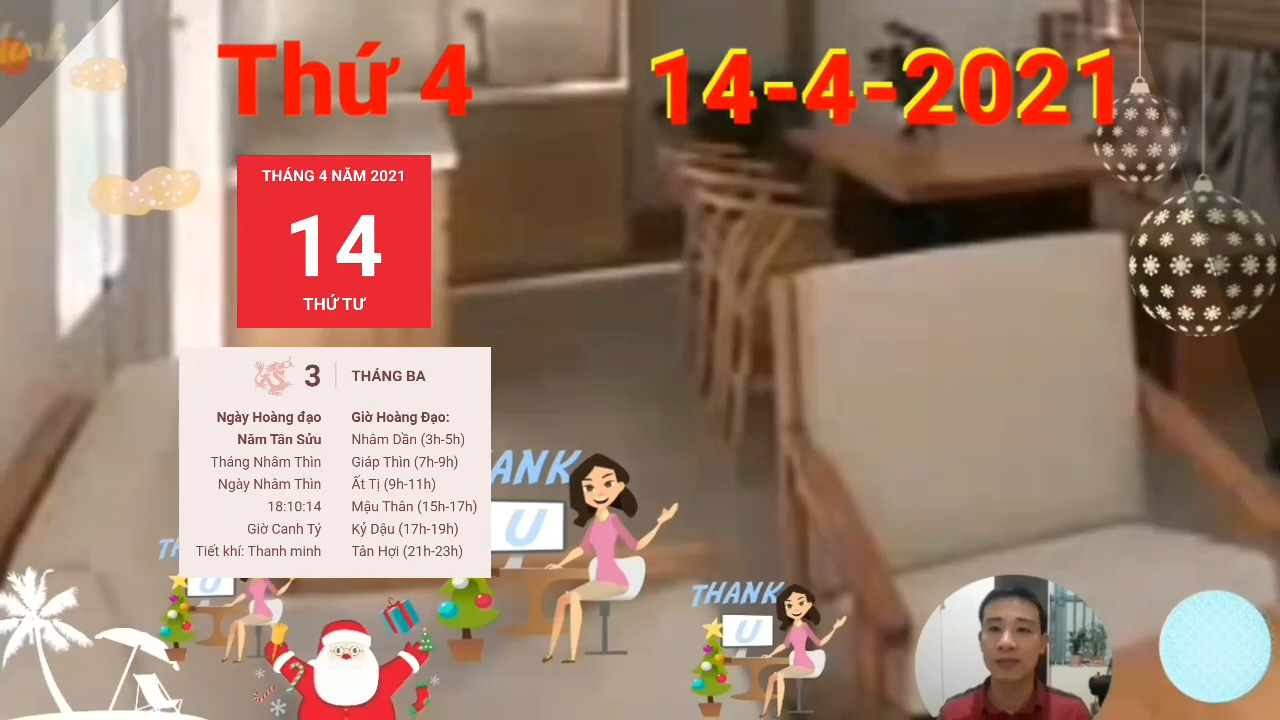 Thứ 4
14-4-2021
THÁNG 4 NĂM 2021
14
THỨ TƯ
3
THÁNG BA
Ngày Hoàng đạo
Năm Tân Sửu
Tháng Nhâm Thìn
Ngày Nhâm Thìn
18:10:14
Giờ Canh Tý
Tiết khí: Thanh minh
Giờ Hoàng Đạo:
Nhâm Dần (3h-5h)
Giáp Thìn (7h-9h)
Ất Tị (9h-11h)
Mậu Thân (15h-17h)
Kỷ Dậu (17h-19h)
Tân Hợi (21h-23h)
ANK
U
TH
U
THANK
U